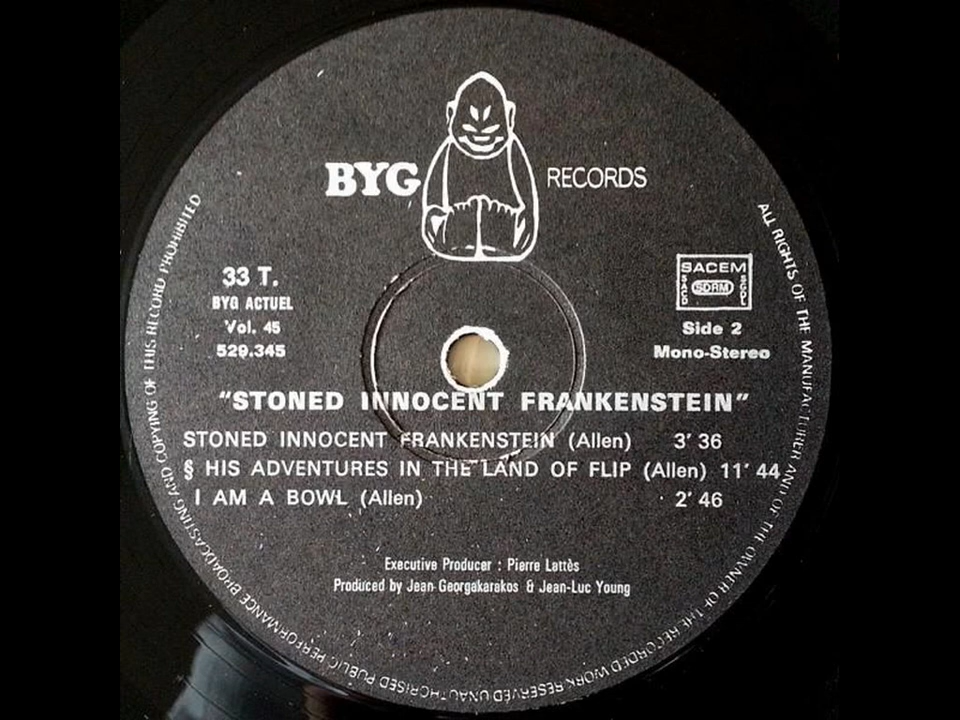 BYG RECORDS
33 T.
BYG ACTUEL
Vol. 45
529.345
SACEM
SACD SDRM SGDL
Side 2
Mono-Stereo
"STONED INNOCENT FRANKENSTEIN"
STONED INNOCENT FRANKENSTEIN (Allen) 3' 36
§ HIS ADVENTURES IN THE LAND OF FLIP (Allen) 11' 44
I AM A BOWL (Allen) 2' 46
Executive Producer : Pierre Lattès
Produced by Jean Georgakarakos & Jean-Luc Young
ALL RIGHTS OF THE MANUFACTURER AND OF THE OWNER OF THE RECORDED WORK RESERVED UNAUTHORISED PUBLIC PERFORMANCE BROADCASTING AND COPYING OF THIS RECORD PROHIBITED